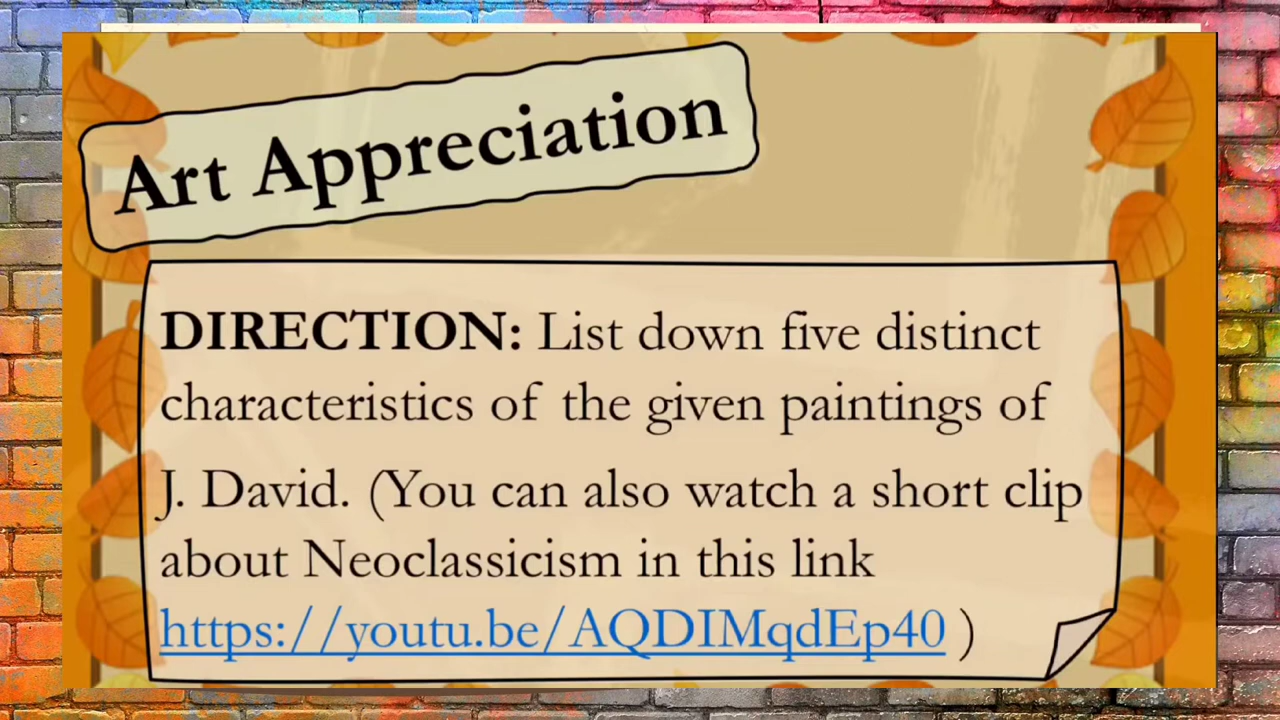 Art Appreciation
DIRECTION: List down five distinct
characteristics of the given paintings of
J. David. (You can also watch a short clip
about Neoclassicism in this link
https://youtu.be/AQDIMqdEp40 )